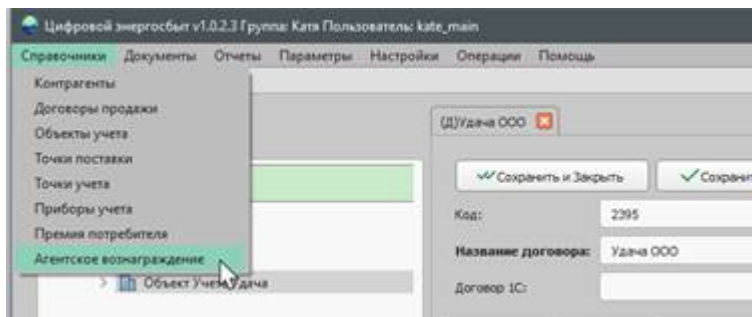 Цифровой энергосбыт v1.0.2.3 Группа: Катя Пользователь: kate_main
Справочники Документы Отчеты Параметры Настройки Операции Помощь
Контрагенты
Договоры продажи
Объекты учета
Точки поставки
Точки учета
Приборы учета
Премия потребителя
Агентское вознаграждение
Объект Учета Удача
(Д)Удача ООО
Сохранить и Закрыть Сохранит
Код: 2395
Название договора: Удача ООО
Договор 1С: